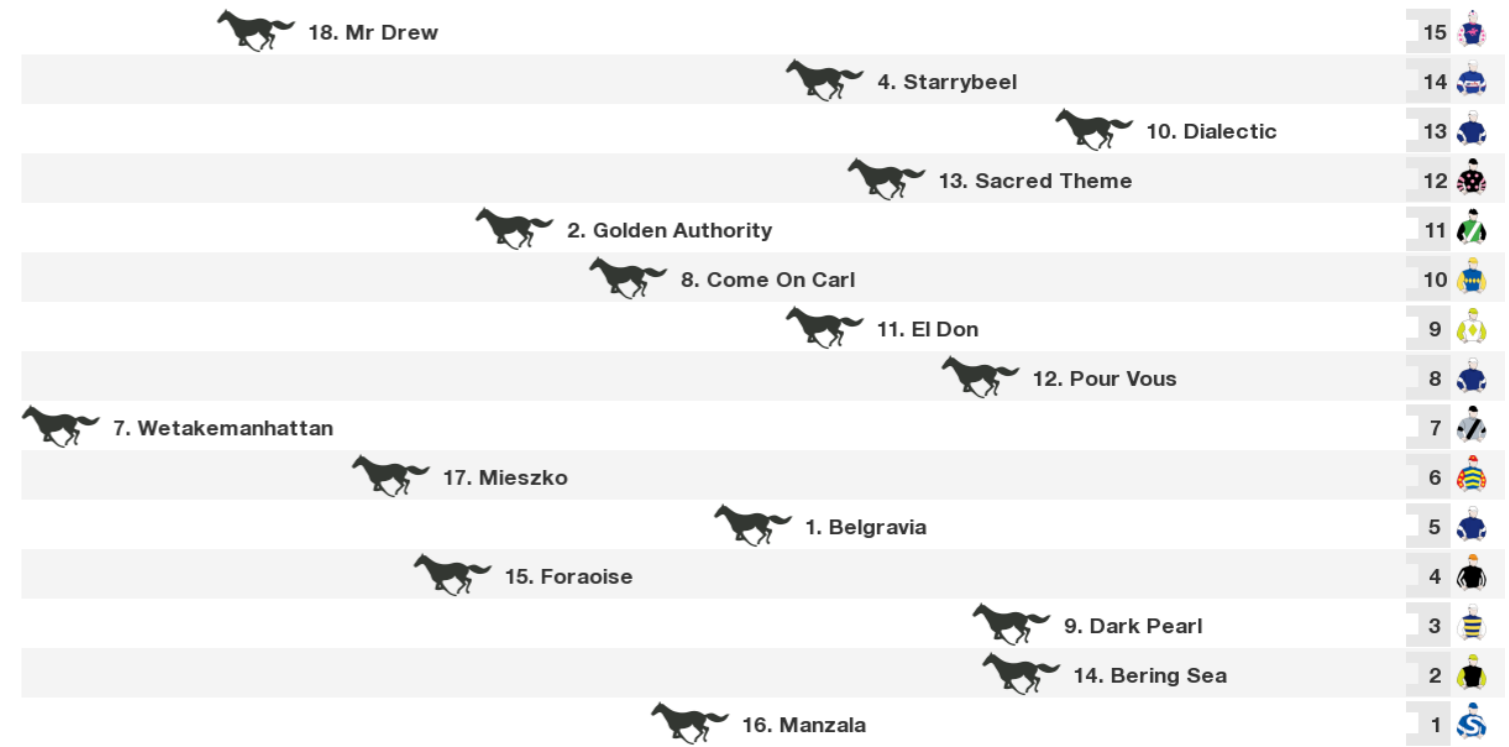 18. Mr Drew 15
4. Starrybeel 14
10. Dialectic 13
13. Sacred Theme 12
2. Golden Authority 11
8. Come On Carl 10
11. El Don 9
12. Pour Vous 8
7. Wetakemanhattan 7
17. Mieszko 6
1. Belgravia 5
15. Foraoise 4
9. Dark Pearl 3
14. Bering Sea 2
16. Manzala 1